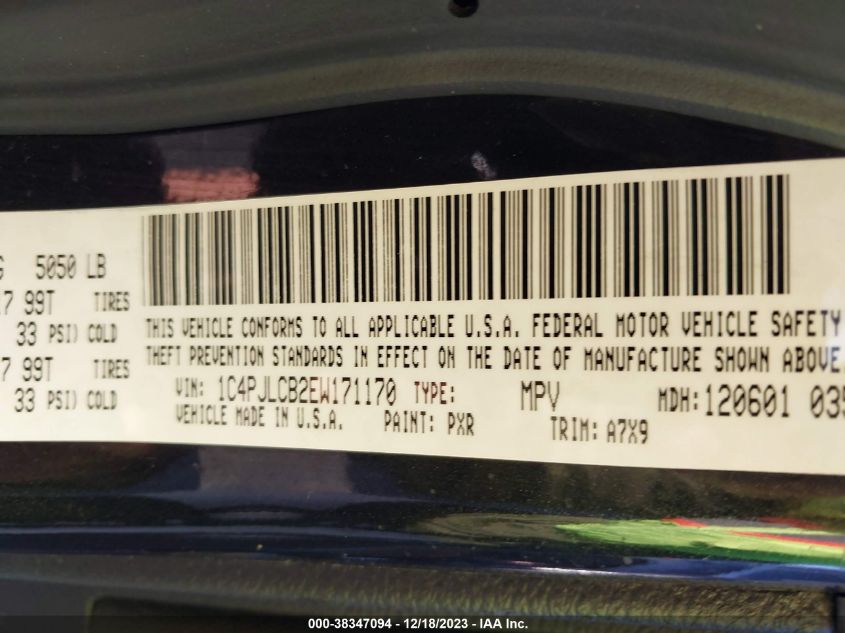 G 5050 LB
7 99T TIRES
33 PSI) COLD
7 99T TIRES
33 PSI) COLD
THIS VEHICLE CONFORMS TO ALL APPLICABLE U.S.A. FEDERAL MOTOR VEHICLE SAFETY
THEFT PREVENTION STANDARDS IN EFFECT ON THE DATE OF MANUFACTURE SHOWN ABOVE.
VIN: 1C4PJLCB2EW171170 TYPE: MPV MDH: 120601 035
VEHICLE MADE IN U.S.A. PAINT: PXR TRIM: A7X9
000-38347094 - 12/18/2023 - IAA Inc.